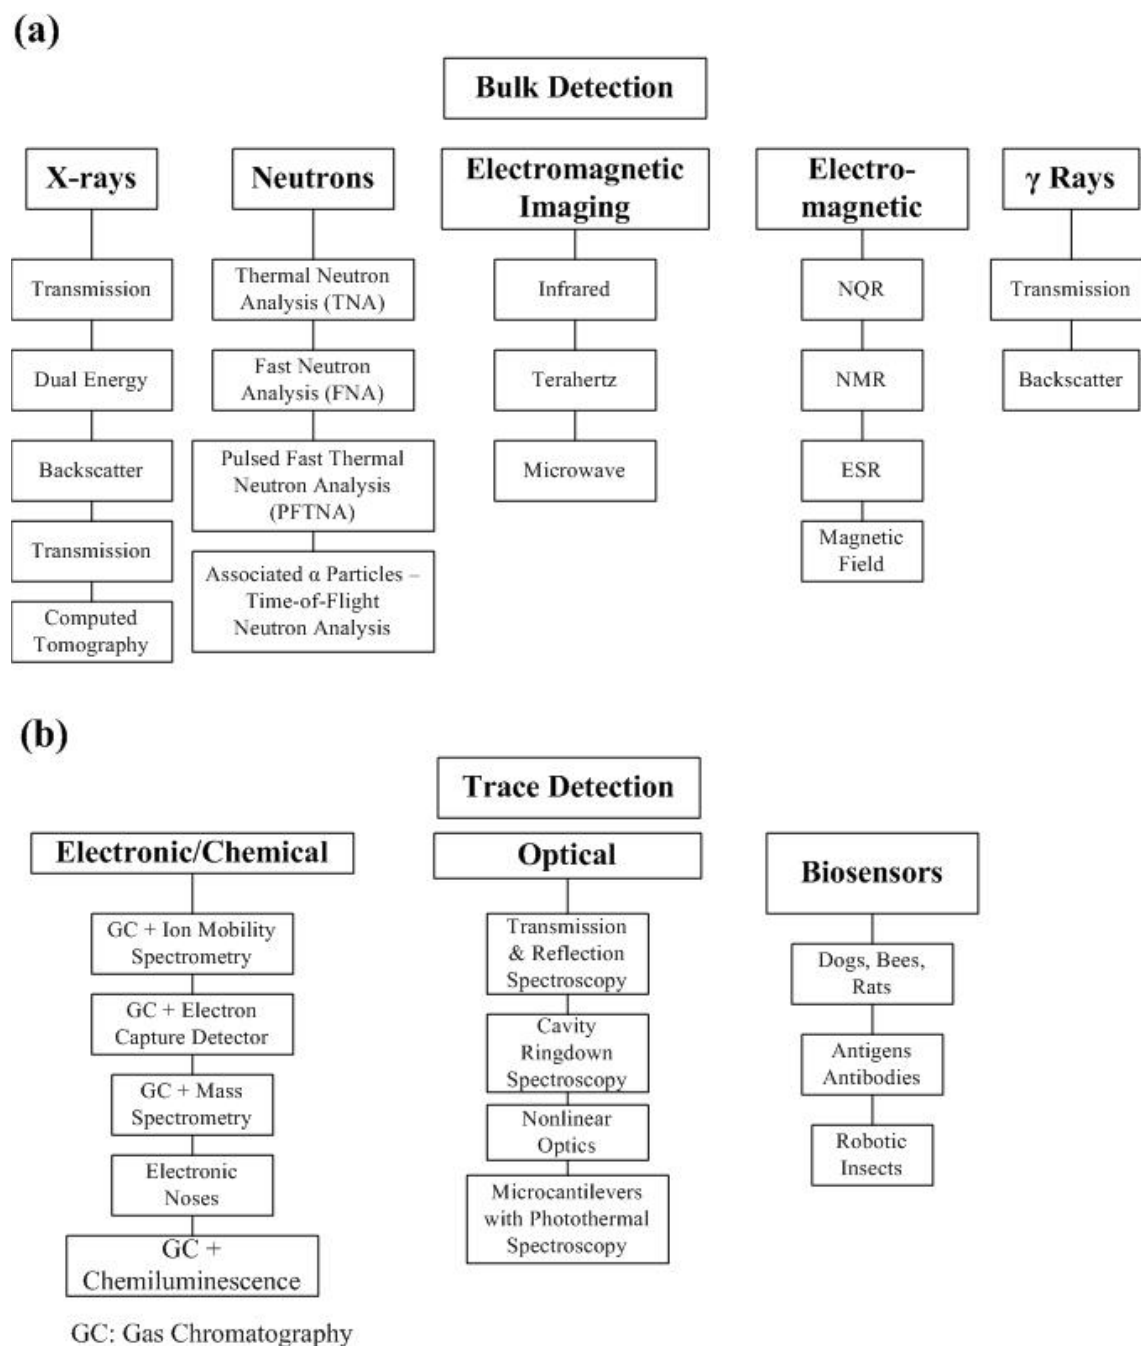 (a)
Bulk Detection
X-rays
Transmission
Dual Energy
Backscatter
Transmission
Computed
Tomography
Neutrons
Thermal Neutron
Analysis (TNA)
Fast Neutron
Analysis (FNA)
Pulsed Fast Thermal
Neutron Analysis
(PFTNA)
Associated α Particles –
Time-of-Flight
Neutron Analysis
Electromagnetic
Imaging
Infrared
Terahertz
Microwave
Electro-
magnetic
NQR
NMR
ESR
Magnetic
Field
γ Rays
Transmission
Backscatter
(b)
Trace Detection
Electronic/Chemical
GC + Ion Mobility
Spectrometry
GC + Electron
Capture Detector
GC + Mass
Spectrometry
Electronic
Noses
GC +
Chemiluminescence
GC: Gas Chromatography
Optical
Transmission
& Reflection
Spectroscopy
Cavity
Ringdown
Spectroscopy
Nonlinear
Optics
Microcantilevers
with Photothermal
Spectroscopy
Biosensors
Dogs, Bees,
Rats
Antigens
Antibodies
Robotic
Insects